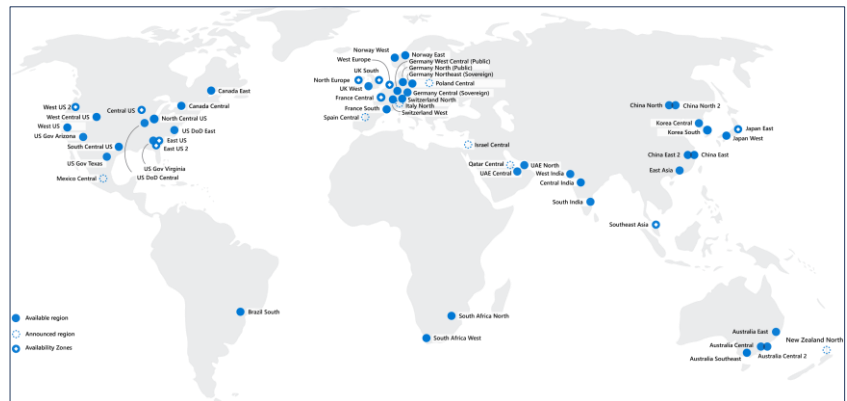 Norway West
Norway East
West Europe
Germany West Central (Public)
Germany North (Public)
Germany Northeast (Sovereign)
UK South
North Europe
Poland Central
UK West
Germany Central (Sovereign)
France Central
Switzerland North
Italy North
France South
Switzerland West
Spain Central
Canada East
West US 2
Central US
Canada Central
West Central US
North Central US
West US
US DoD East
US Gov Arizona
East US
South Central US
East US 2
US Gov Texas
US Gov Virginia
US DoD Central
Mexico Central
China North
China North 2
Korea Central
Japan East
Korea South
Japan West
Israel Central
China East 2
China East
Qatar Central
UAE North
UAE Central
West India
East Asia
Central India
South India
Southeast Asia
Brazil South
South Africa North
South Africa West
Available region
Announced region
Availability Zones
Australia East
New Zealand North
Australia Central
Australia Central 2
Australia Southeast